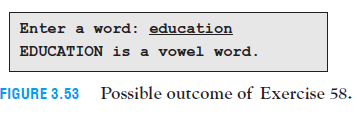 Enter a word: education
EDUCATION is a vowel word.
FIGURE 3.53 Possible outcome of Exercise 58.